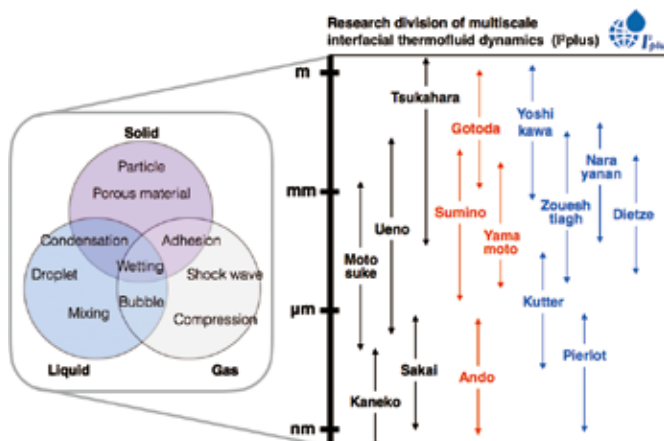 Research division of multiscale
interfacial thermofluid dynamics (I²plus)
I²plus
Solid
Particle
Porous material
Condensation
Adhesion
Wetting
Droplet
Shock wave
Bubble
Mixing
Compression
Liquid
Gas
m
mm
µm
nm
Tsukahara
Ueno
Moto
suke
Sakai
Kaneko
Gotoda
Sumino
Yama
moto
Ando
Yoshi
kawa
Nara
yanan
Zouesh
tlagh
Dietze
Kutter
Pierlot